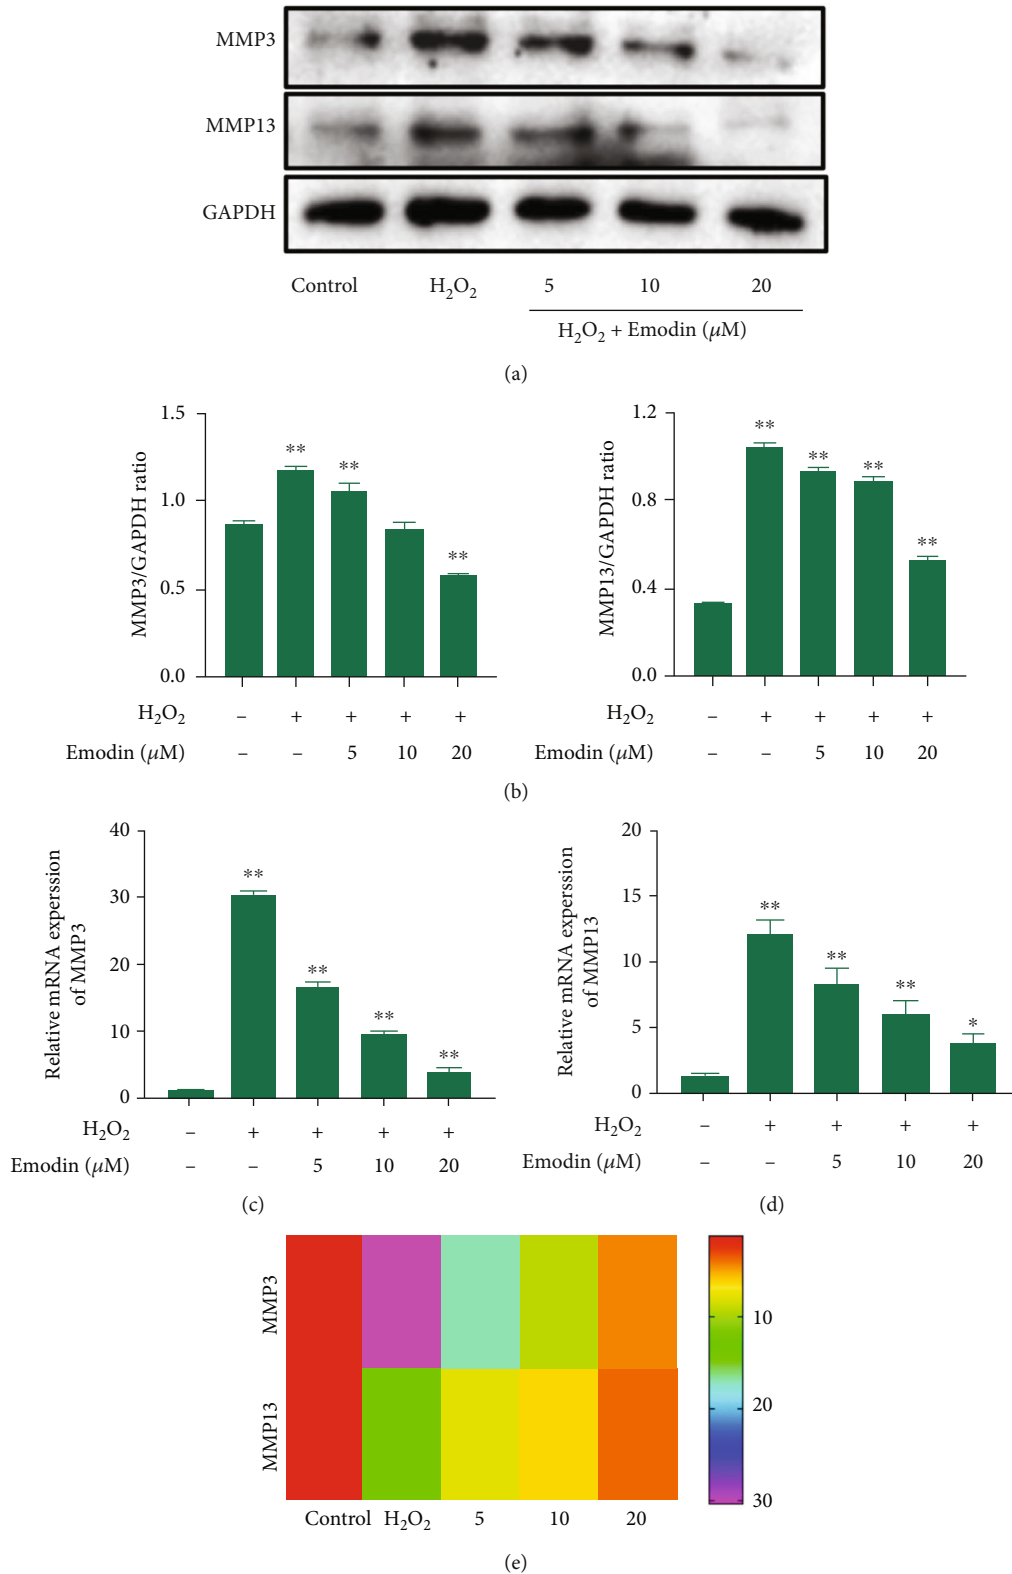 MMP3
MMP13
GAPDH
Control H₂O₂ 5 10 20
H₂O₂ + Emodin (μM)
(a)
MMP3/GAPDH ratio
1.5
1.0
0.5
0.0
** ** **
H₂O₂ – + + + +
Emodin (μM) – – 5 10 20
MMP13/GAPDH ratio
1.2
0.8
0.4
0.0
** ** ** **
H₂O₂ – + + + +
Emodin (μM) – – 5 10 20
(b)
Relative mRNA experssion
of MMP3
40
30
20
10
0
** ** ** **
H₂O₂ – + + + +
Emodin (μM) – – 5 10 20
(c)
Relative mRNA experssion
of MMP13
20
15
10
5
0
** ** ** *
H₂O₂ – + + + +
Emodin (μM) – – 5 10 20
(d)
MMP3
MMP13
Control H₂O₂ 5 10 20
10
20
30
(e)